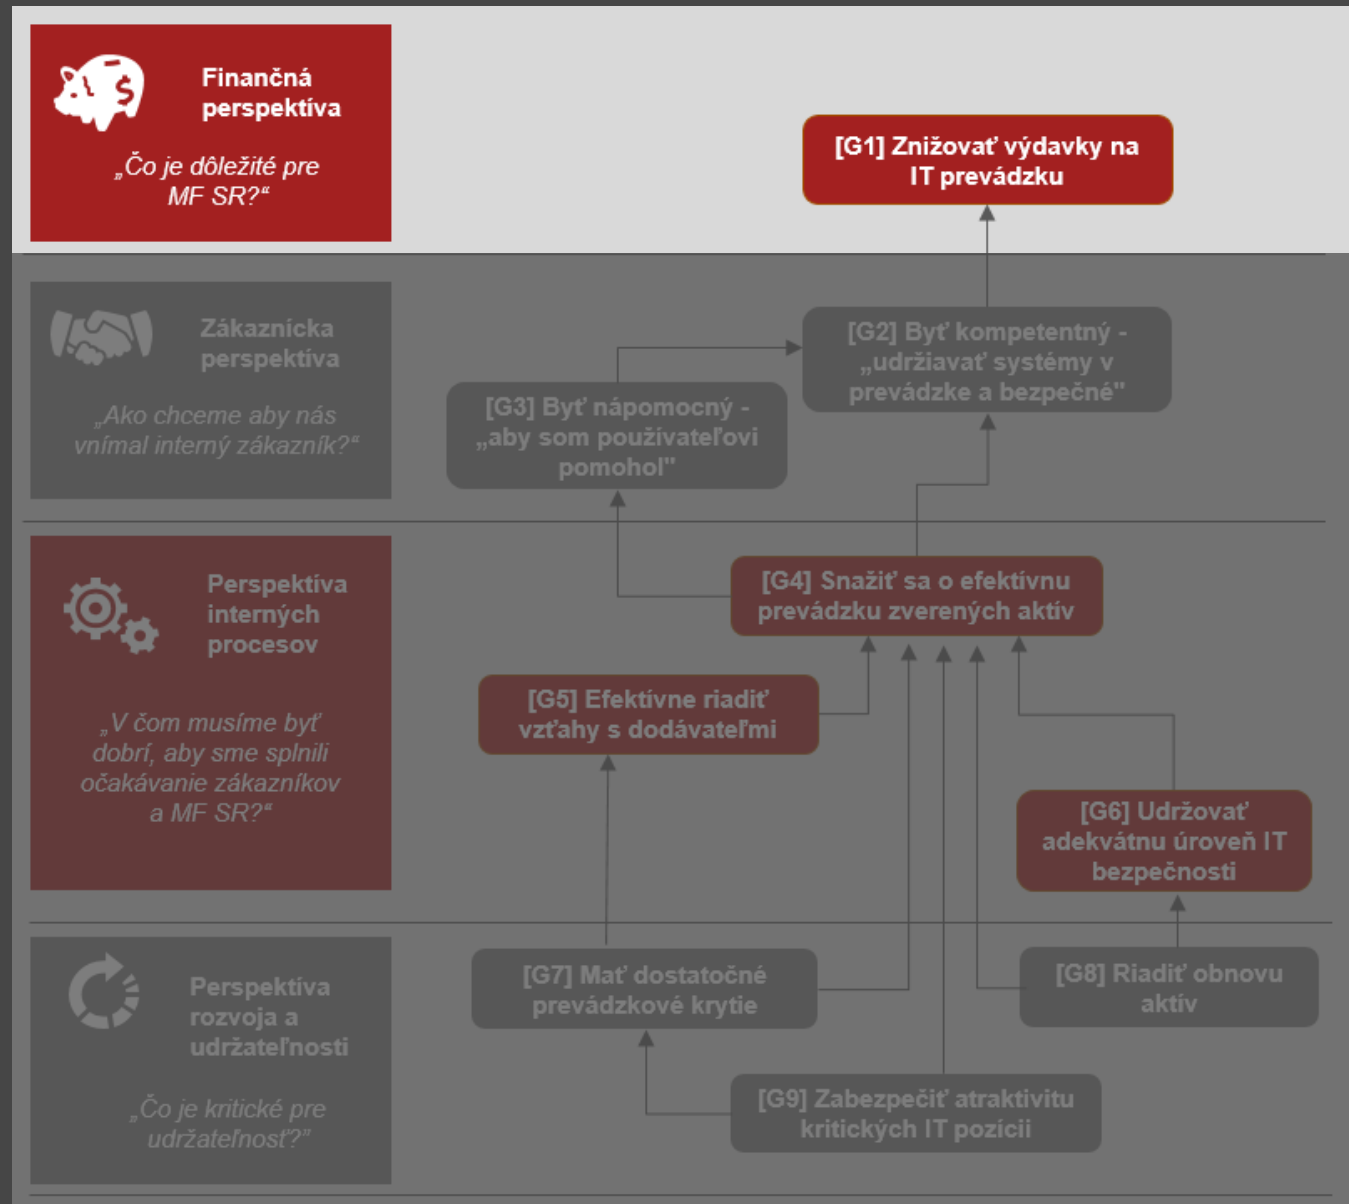 Finančná
perspektíva
„Čo je dôležité pre
MF SR?“
[G1] Znižovať výdavky na
IT prevádzku
Zákaznícka
perspektíva
„Ako chceme aby nás
vnímal interný zákazník?“
[G2] Byť kompetentný -
„udržiavať systémy v
prevádzke a bezpečné"
[G3] Byť nápomocný -
„aby som používateľovi
pomohol"
Perspektíva
interných
procesov
„V čom musíme byť
dobrí, aby sme splnili
očakávanie zákazníkov
a MF SR?“
[G4] Snažiť sa o efektívnu
prevádzku zverených aktív
[G5] Efektívne riadiť
vzťahy s dodávateľmi
[G6] Udržovať
adekvátnu úroveň IT
bezpečnosti
Perspektíva
rozvoja a
udržateľnosti
„Čo je kritické pre
udržateľnosť?”
[G7] Mať dostatočné
prevádzkové krytie
[G8] Riadiť obnovu
aktív
[G9] Zabezpečiť atraktivitu
kritických IT pozícií